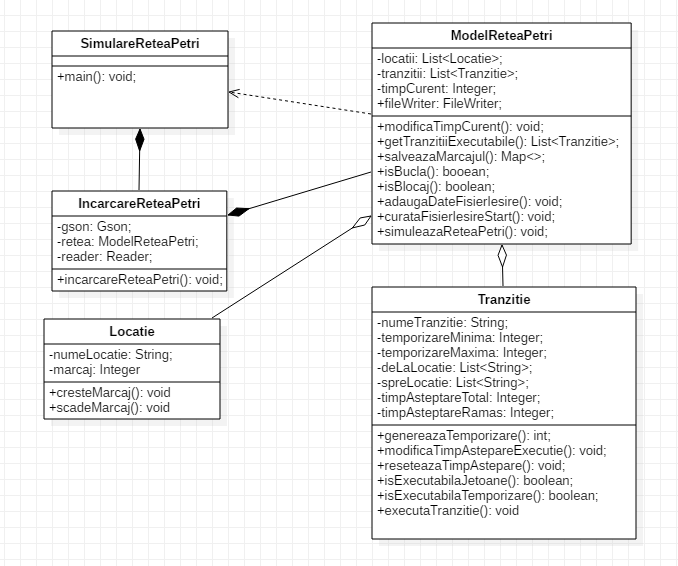 SimulareReteaPetri
+main(): void;
ModelReteaPetri
-locatii: List<Locatie>;
-tranzitii: List<Tranzitie>;
-timpCurent: Integer;
+fileWriter: FileWriter;
+modificaTimpCurent(): void;
+getTranzitiiExecutabile(): List<Tranzitie>;
+salveazaMarcajul(): Map<>;
+isBucla(): booean;
+isBlocaj(): boolean;
+adaugaDateFisierIesire(): void;
+curataFisierIesireStart(): void;
+simuleazaReteaPetri(): void;
IncarcareReteaPetri
-gson: Gson;
-retea: ModelReteaPetri;
-reader: Reader;
+incarcareReteaPetri(): void;
Locatie
-numeLocatie: String;
-marcaj: Integer
+cresteMarcaj(): void
+scadeMarcaj(): void
Tranzitie
-numeTranzitie: String;
-temporizareMinima: Integer;
-temporizareMaxima: Integer;
-deLaLocatie: List<String>;
-spreLocatie: List<String>;
-timpAsteptareTotal: Integer;
-timpAsteptareRamas: Integer;
+genereazaTemporizare(): int;
+modificaTimpAstepareExecutie(): void;
+reseteazaTimpAstepare(): void;
+isExecutabilaJetoane(): boolean;
+isExecutabilaTemporizare(): boolean;
+executaTranzitie(): void